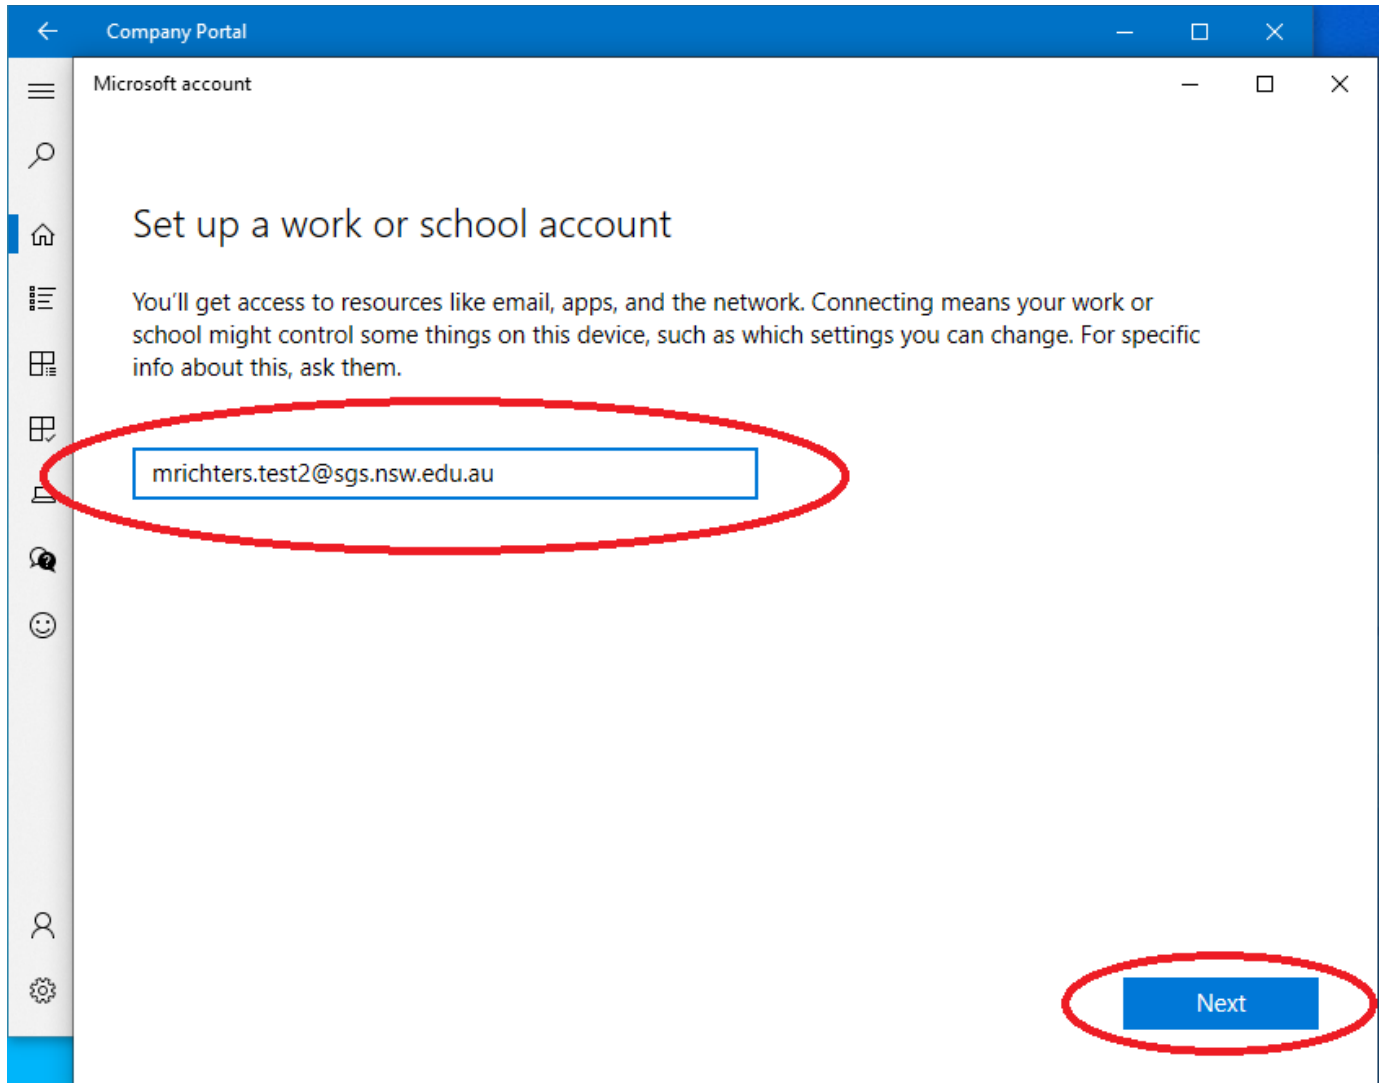 Company Portal
Microsoft account
Set up a work or school account
You'll get access to resources like email, apps, and the network. Connecting means your work or
school might control some things on this device, such as which settings you can change. For specific
info about this, ask them.
mrichters.test2@sgs.nsw.edu.au
Next